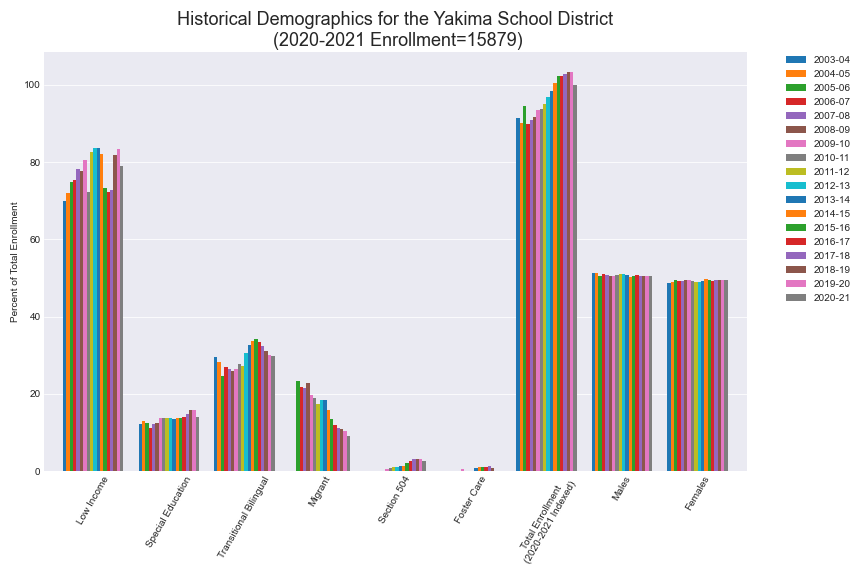 Historical Demographics for the Yakima School District
(2020-2021 Enrollment=15879)
Percent of Total Enrollment
100
80
60
40
20
0
Low Income
Special Education
Transitional Bilingual
Migrant
Section 504
Foster Care
Total Enrollment
(2020-2021 Indexed)
Males
Females
2003-04
2004-05
2005-06
2006-07
2007-08
2008-09
2009-10
2010-11
2011-12
2012-13
2013-14
2014-15
2015-16
2016-17
2017-18
2018-19
2019-20
2020-21